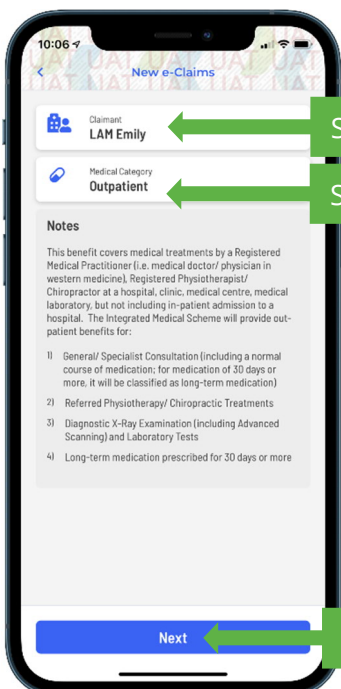 10:06
UAT UAT UAT UAT
New e-Claims
Claimant
LAM Emily
S
Medical Category
Outpatient
S
Notes
This benefit covers medical treatments by a Registered
Medical Practitioner (i.e. medical doctor/ physician in
western medicine), Registered Physiotherapist/
Chiropractor at a hospital, clinic, medical centre, medical
laboratory, but not including in-patient admission to a
hospital. The Integrated Medical Scheme will provide out-
patient benefits for:
1) General/ Specialist Consultation (including a normal
course of medication; for medication of 30 days or
more, it will be classified as long-term medication)
2) Referred Physiotherapy/ Chiropractic Treatments
3) Diagnostic X-Ray Examination (including Advanced
Scanning) and Laboratory Tests
4) Long-term medication prescribed for 30 days or more
Next